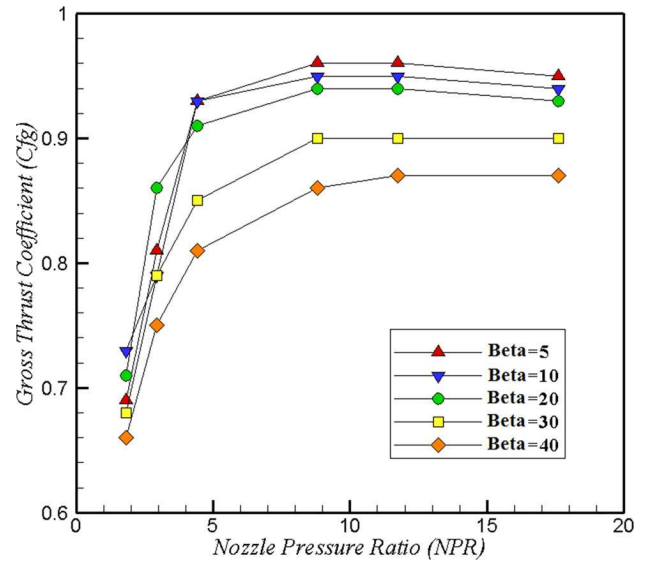 1
0.9
0.8
0.7
0.6
Gross Thrust Coefficient (Cfg)
0 5 10 15 20
Nozzle Pressure Ratio (NPR)
Beta=5
Beta=10
Beta=20
Beta=30
Beta=40